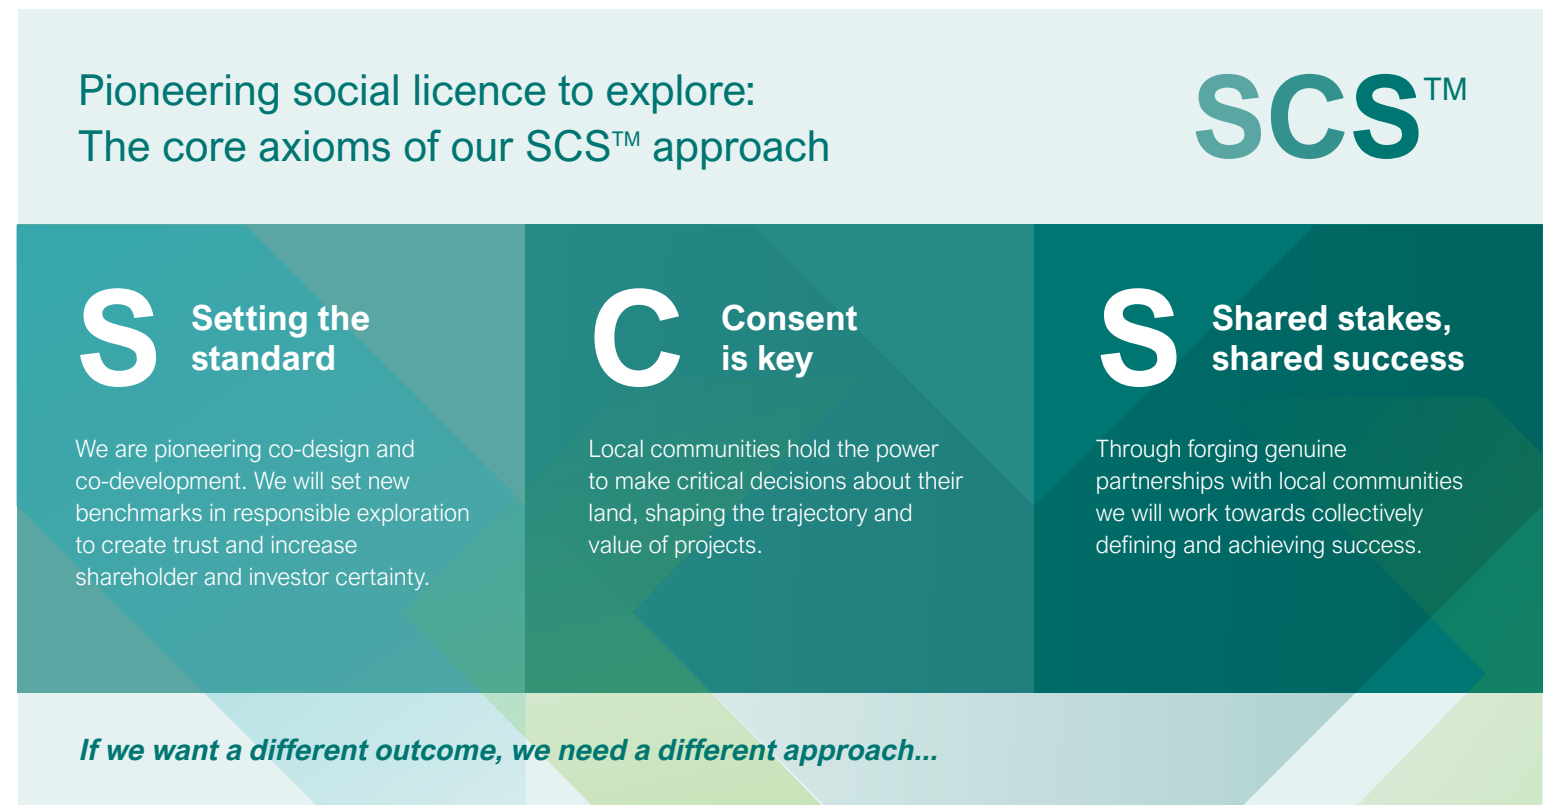 Pioneering social licence to explore:
The core axioms of our SCS™ approach
SCS™
S
Setting the
standard
We are pioneering co-design and
co-development. We will set new
benchmarks in responsible exploration
to create trust and increase
shareholder and investor certainty.
C
Consent
is key
Local communities hold the power
to make critical decisions about their
land, shaping the trajectory and
value of projects.
S
Shared stakes,
shared success
Through forging genuine
partnerships with local communities
we will work towards collectively
defining and achieving success.
If we want a different outcome, we need a different approach...